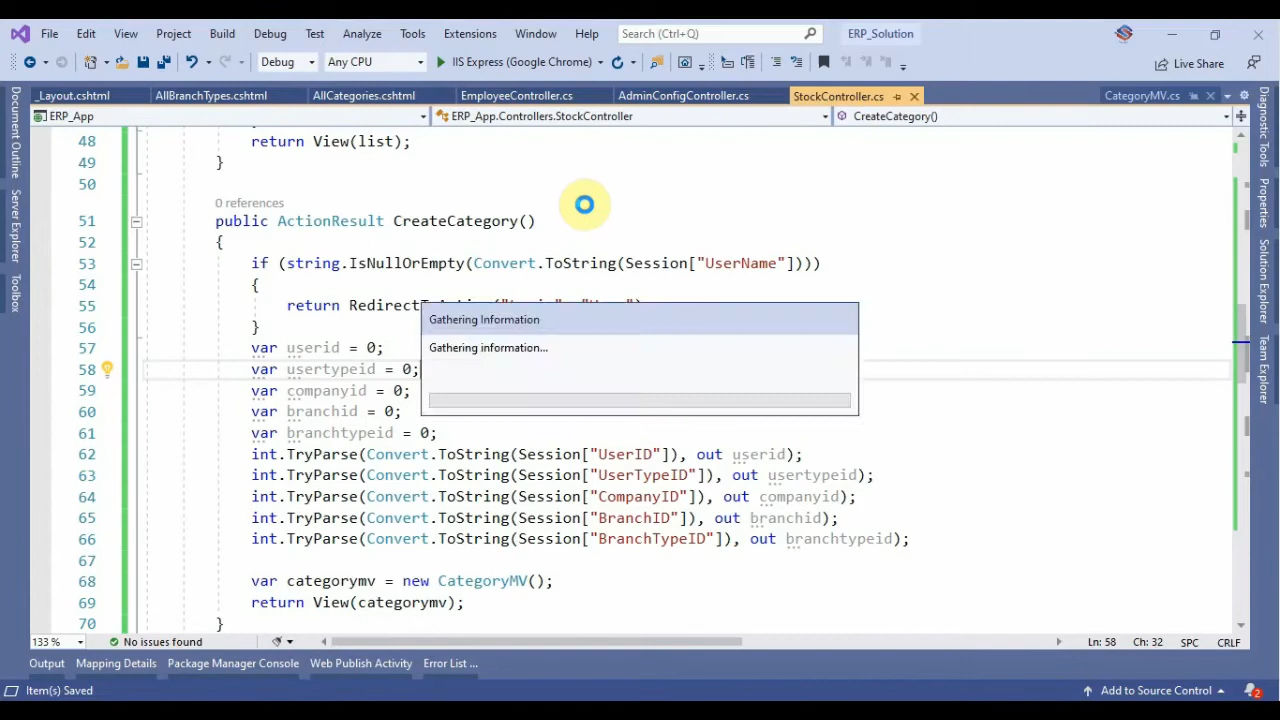 File Edit View Project Build Debug Test Analyze Tools Extensions Window Help Search (Ctrl+Q) ERP_Solution
Debug Any CPU IIS Express (Google Chrome) Live Share
_Layout.cshtml AllBranchTypes.cshtml AllCategories.cshtml EmployeeController.cs AdminConfigController.cs StockController.cs CategoryMV.cs
ERP_App ERP_App.Controllers.StockController CreateCategory()
Document Outline
Server Explorer
Toolbox
48 return View(list);
49 }
50
0 references
51 public ActionResult CreateCategory()
52 {
53 if (string.IsNullOrEmpty(Convert.ToString(Session["UserName"])))
54 {
55 return
56 }
57 var userid = 0;
58 var usertypeid = 0;
59 var companyid = 0;
60 var branchid = 0;
61 var branchtypeid = 0;
62 int.TryParse(Convert.ToString(Session["UserID"]), out userid);
63 int.TryParse(Convert.ToString(Session["UserTypeID"]), out usertypeid);
64 int.TryParse(Convert.ToString(Session["CompanyID"]), out companyid);
65 int.TryParse(Convert.ToString(Session["BranchID"]), out branchid);
66 int.TryParse(Convert.ToString(Session["BranchTypeID"]), out branchtypeid);
67
68 var categorymv = new CategoryMV();
69 return View(categorymv);
70 }
Gathering Information
Gathering information...
Diagnostic Tools
Properties
Solution Explorer
Team Explorer
133 % No issues found Ln: 58 Ch: 32 SPC CRLF
Output Mapping Details Package Manager Console Web Publish Activity Error List ...
Item(s) Saved Add to Source Control 2